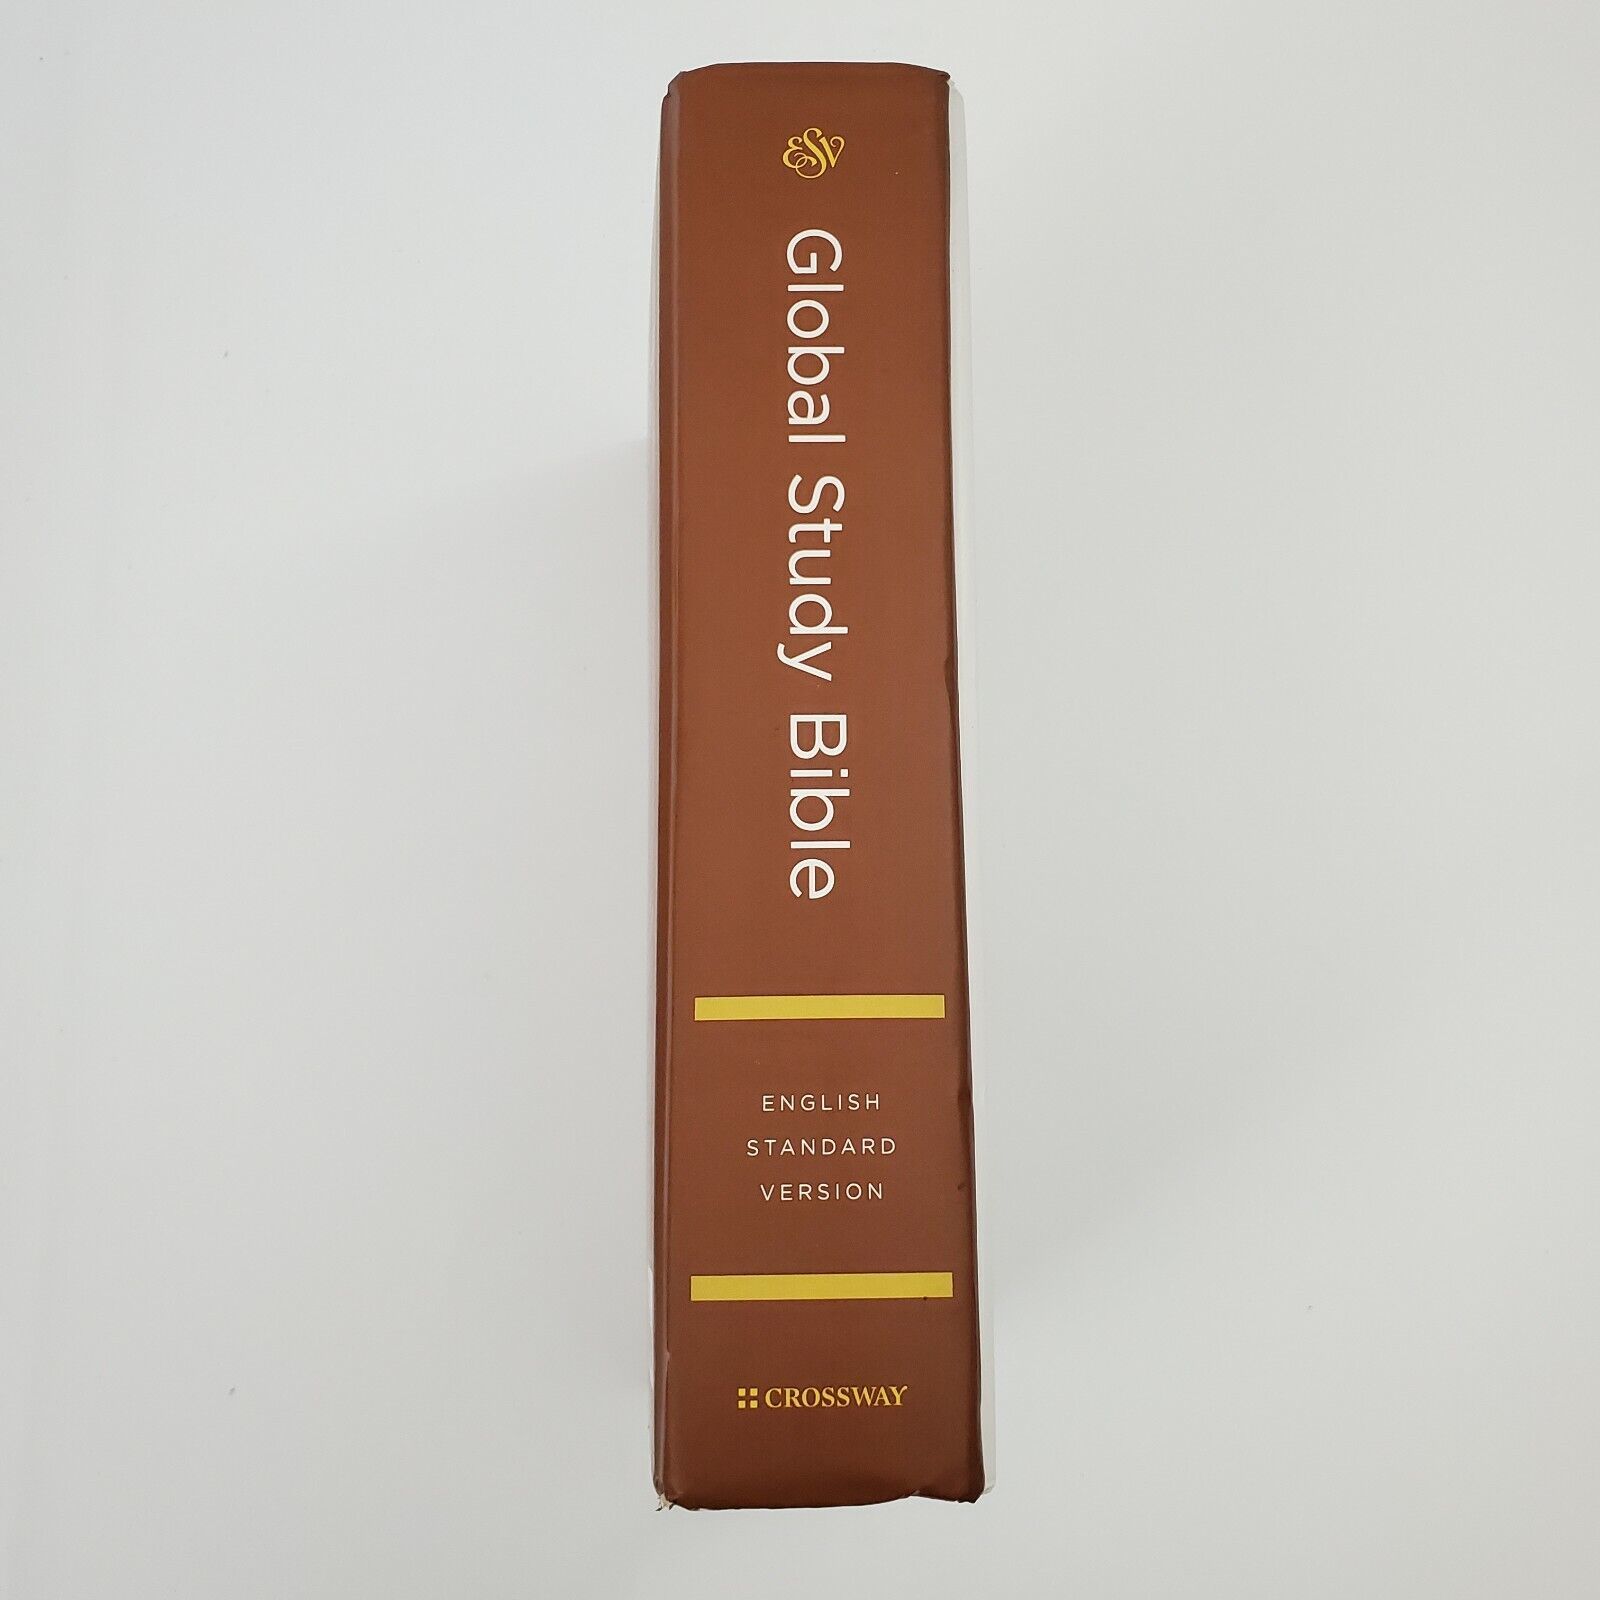 ESV
Global Study Bible
ENGLISH
STANDARD
VERSION
CROSSWAY